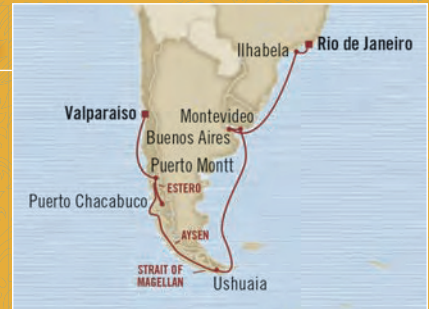 Rio de Janeiro
Ilhabela
Valparaiso
Montevideo
Buenos Aires
Puerto Montt
ESTERO
Puerto Chacabuco
AYSEN
STRAIT OF
MAGELLAN
Ushuaia